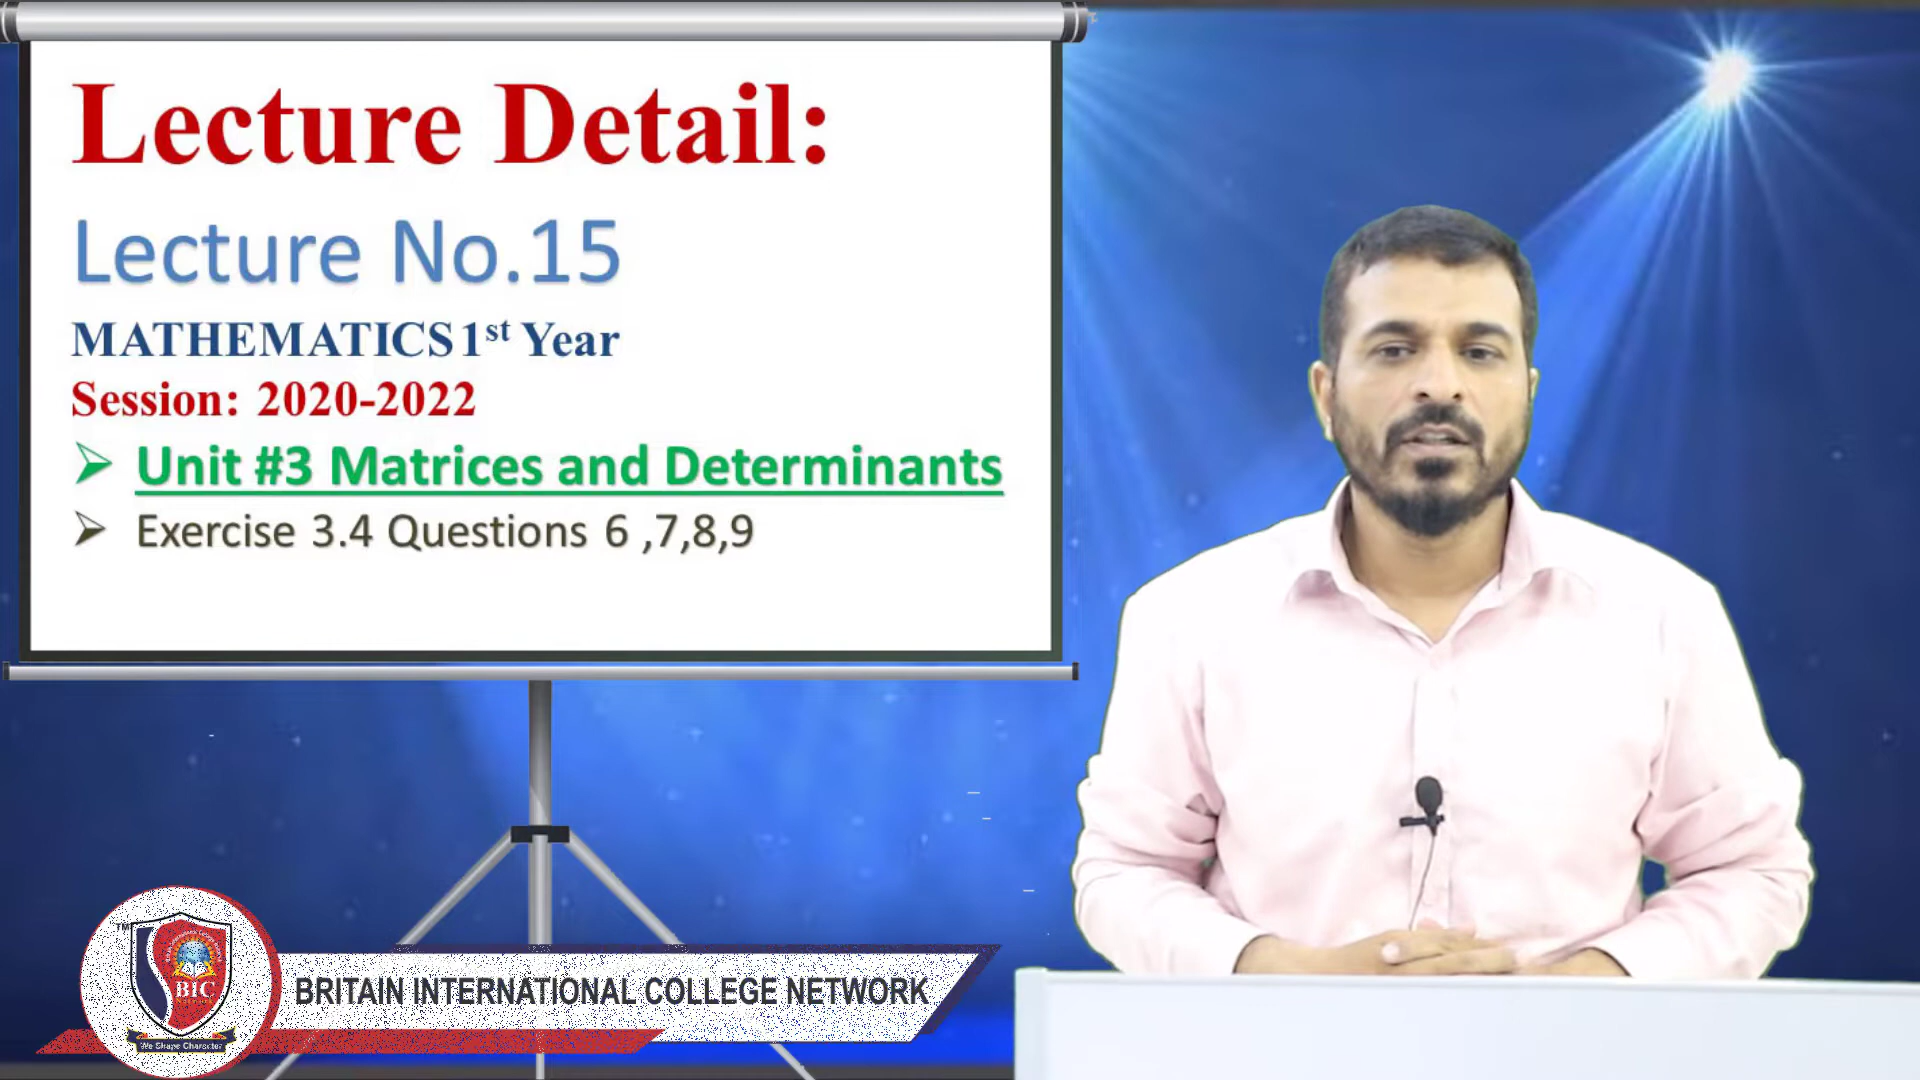 Lecture Detail:
Lecture No.15
MATHEMATICS 1st Year
Session: 2020-2022
Unit #3 Matrices and Determinants
Exercise 3.4 Questions 6 ,7,8,9
TM
BIC
We Shape Character
BRITAIN INTERNATIONAL COLLEGE NETWORK